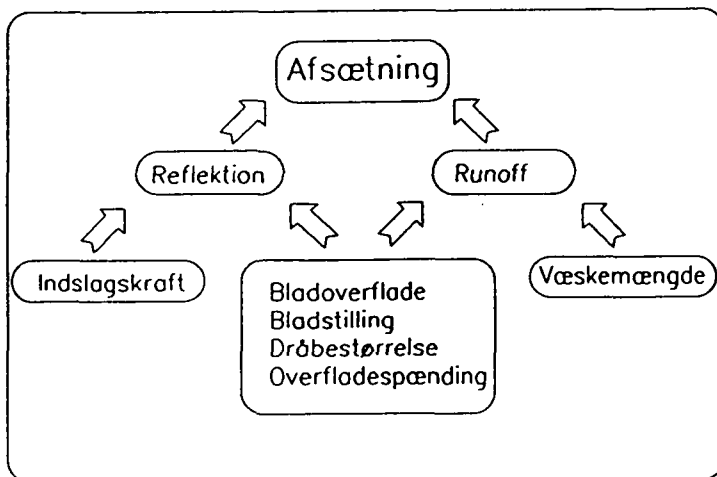 Afsætning
Reflektion
Runoff
Indslagskraft
Bladoverflade
Bladstilling
Dråbestørrelse
Overfladespænding
Væskemængde